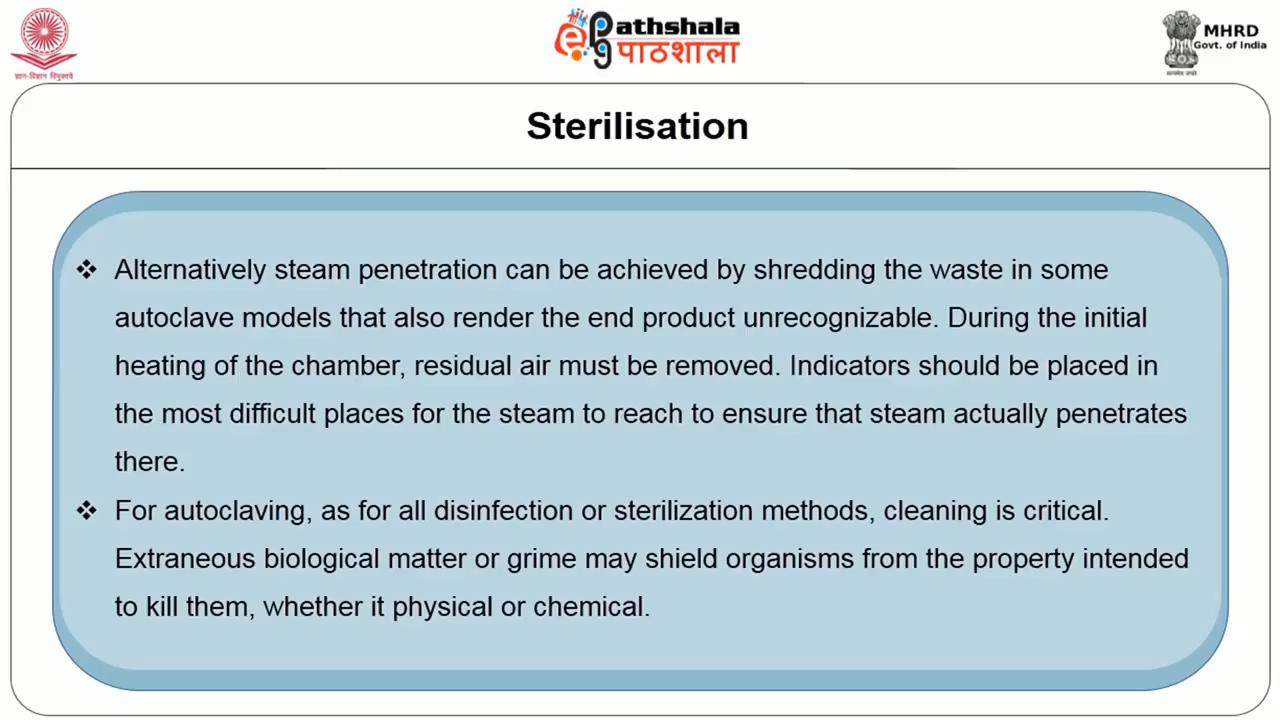 ज्ञान-विज्ञान विमुक्तये
ePathshala
पाठशाला
MHRD
Govt. of India
सत्यमेव जयते
Sterilisation
❖ Alternatively steam penetration can be achieved by shredding the waste in some
autoclave models that also render the end product unrecognizable. During the initial
heating of the chamber, residual air must be removed. Indicators should be placed in
the most difficult places for the steam to reach to ensure that steam actually penetrates
there.
❖ For autoclaving, as for all disinfection or sterilization methods, cleaning is critical.
Extraneous biological matter or grime may shield organisms from the property intended
to kill them, whether it physical or chemical.